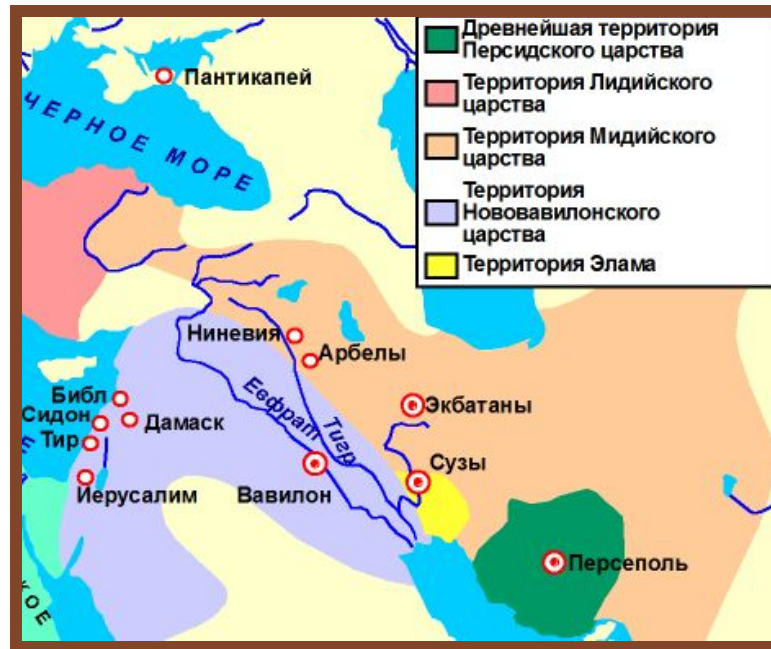 Древнейшая территория
Персидского царства
Территория Лидийского
царства
Территория Мидийского
царства
Территория
Нововавилонского
царства
Территория Элама
Пантикапей
ЧЕРНОЕ МОРЕ
Ниневия
Арбелы
Библ
Сидон
Дамаск
Тир
Иерусалим
Евфрат
Тигр
Вавилон
Экбатаны
Сузы
Персеполь
КОЕ